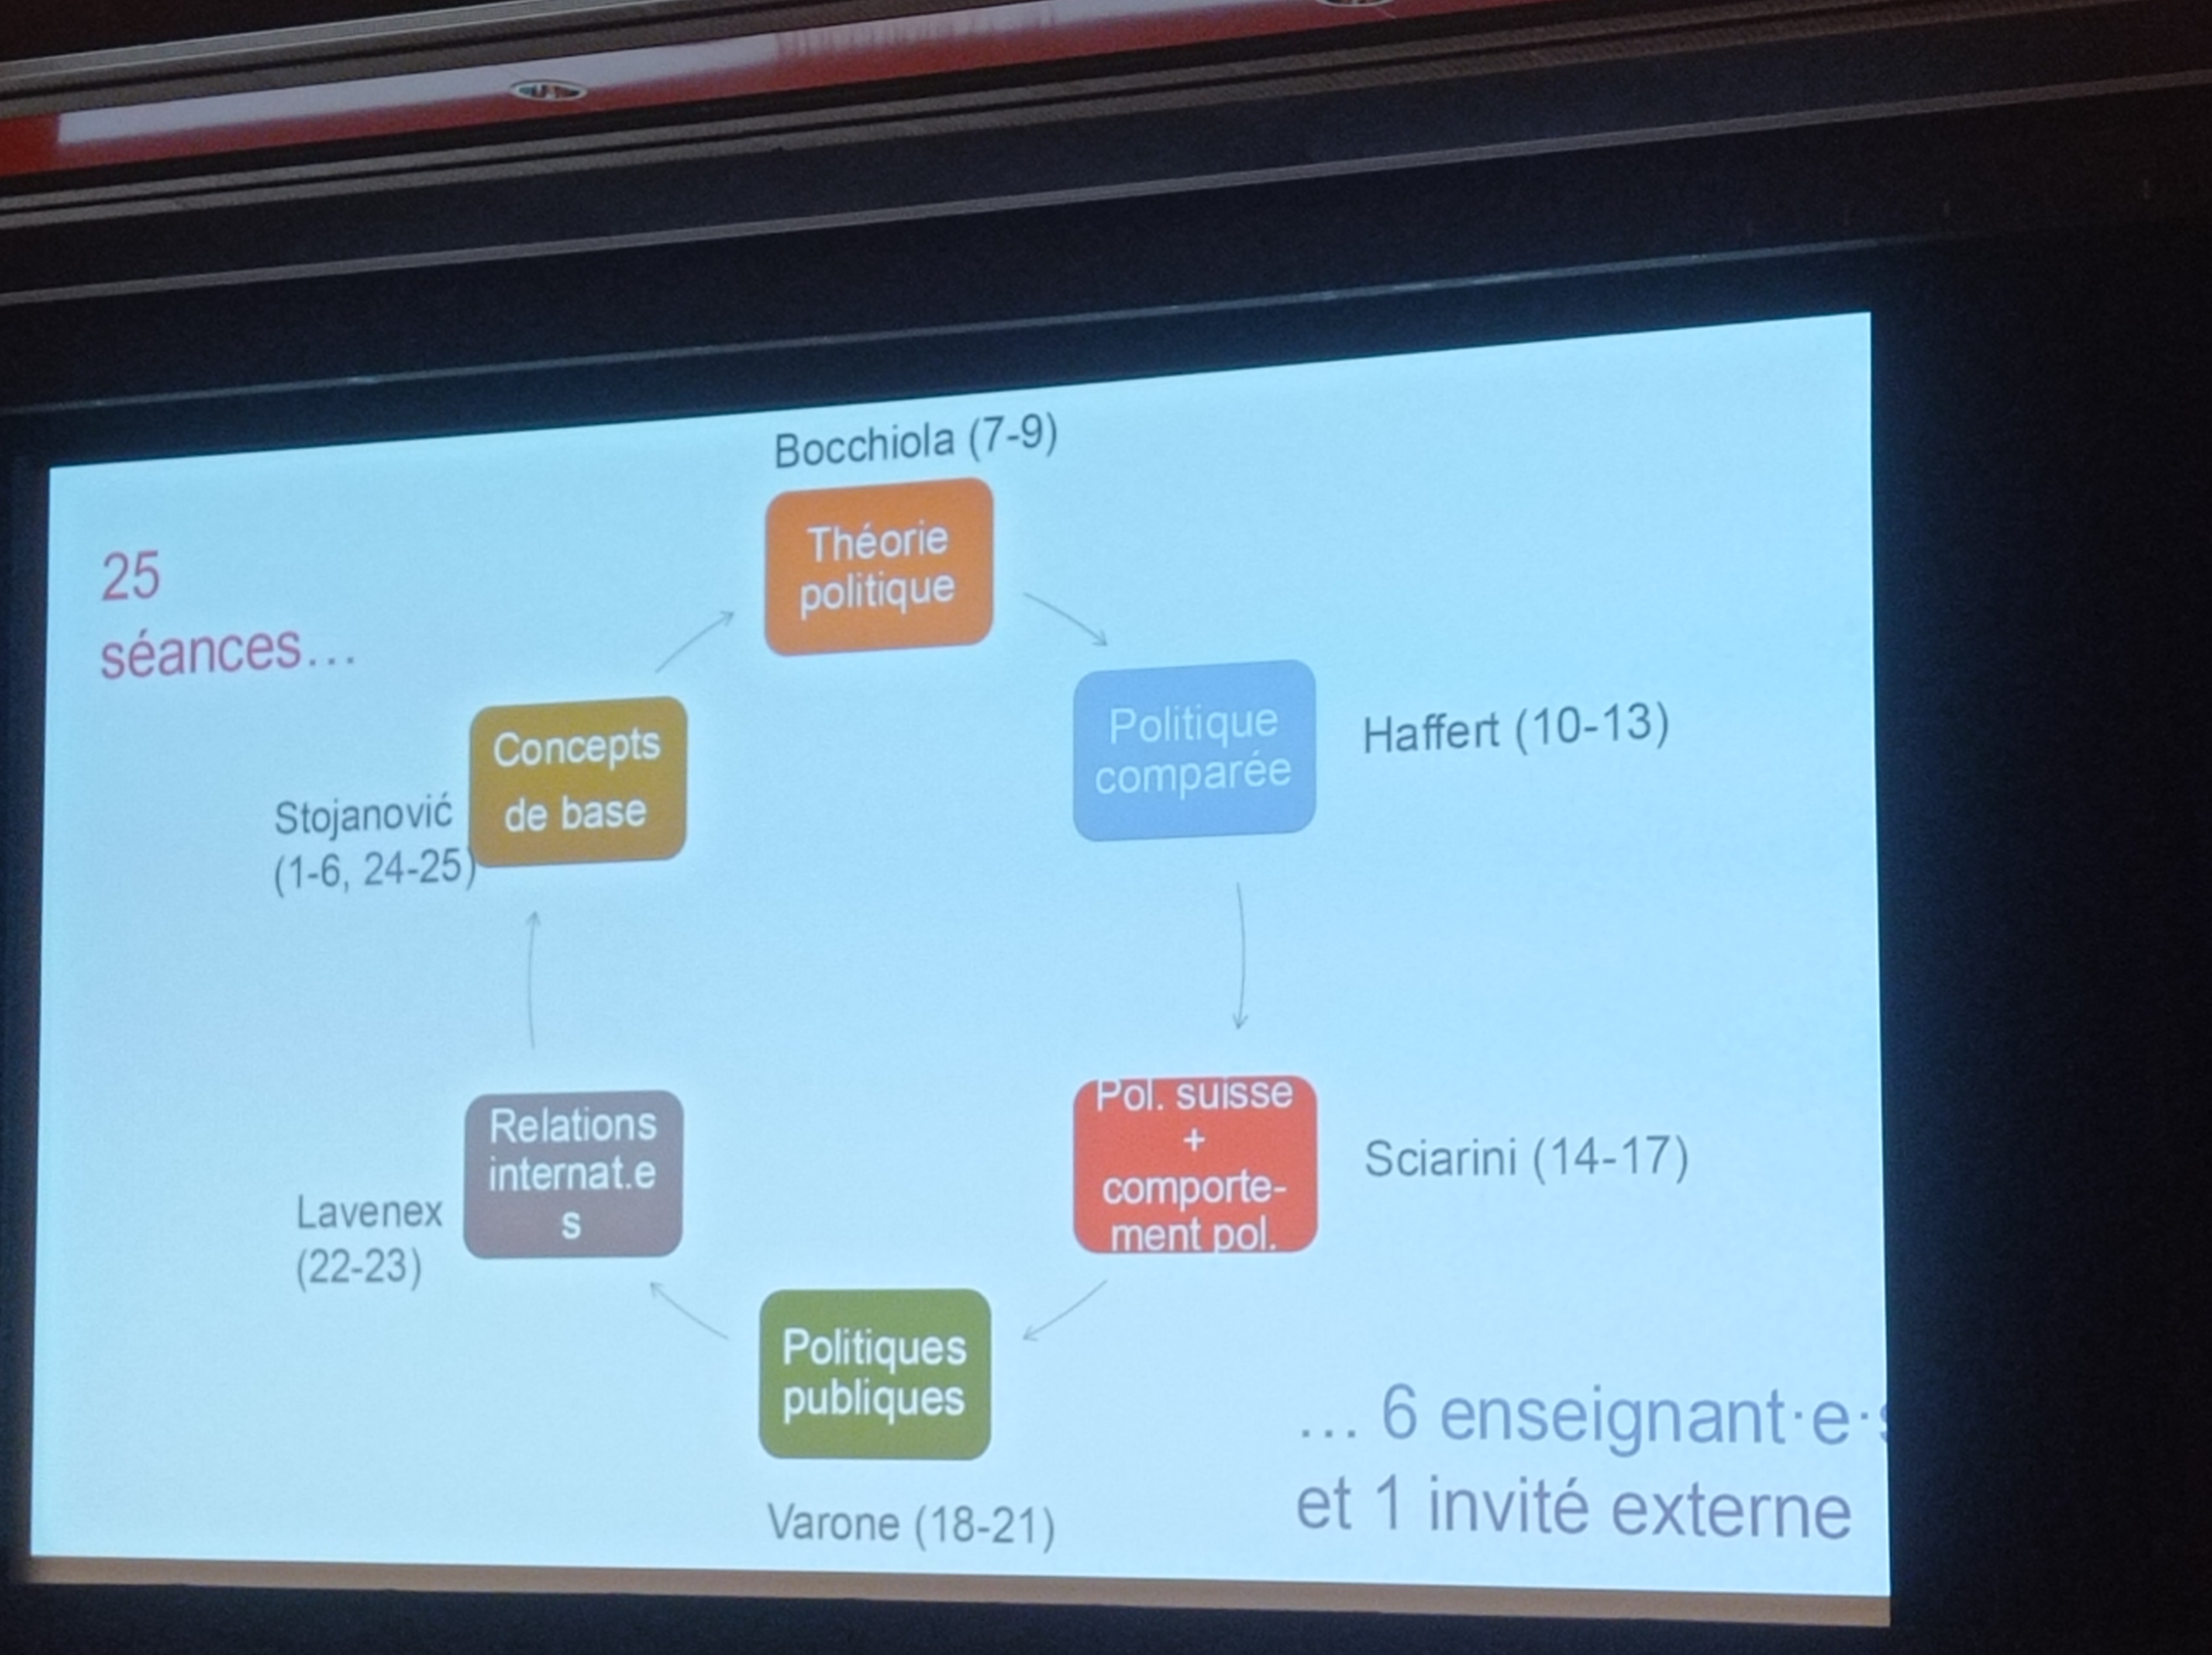 25
séances…
Bocchiola (7-9)
Théorie
politique
Politique
comparée
Haffert (10-13)
Concepts
de base
Stojanović
(1-6, 24-25)
Pol. suisse
+
comporte-
ment pol.
Sciarini (14-17)
Relations
internat.e
s
Lavenex
(22-23)
Politiques
publiques
Varone (18-21)
… 6 enseignant·e·s
et 1 invité externe